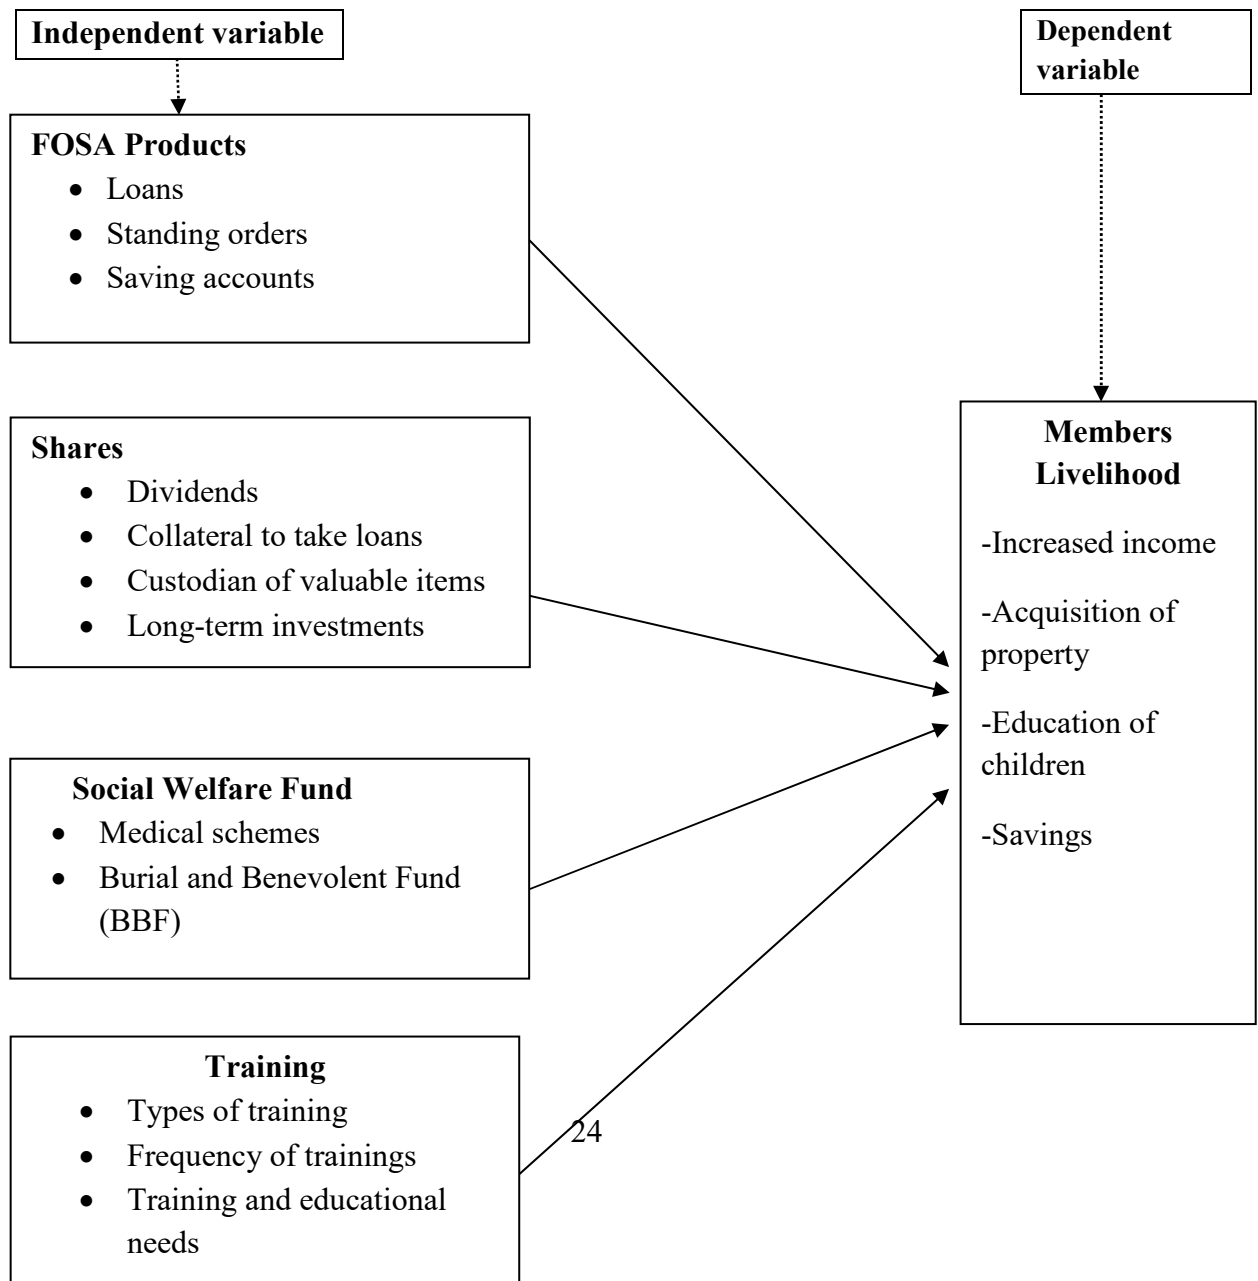 Independent variable
Dependent
variable
FOSA Products
• Loans
• Standing orders
• Saving accounts
Shares
• Dividends
• Collateral to take loans
• Custodian of valuable items
• Long-term investments
Social Welfare Fund
• Medical schemes
• Burial and Benevolent Fund
(BBF)
Training
• Types of training
• Frequency of trainings
• Training and educational
needs
Members
Livelihood
-Increased income
-Acquisition of
property
-Education of
children
-Savings
24